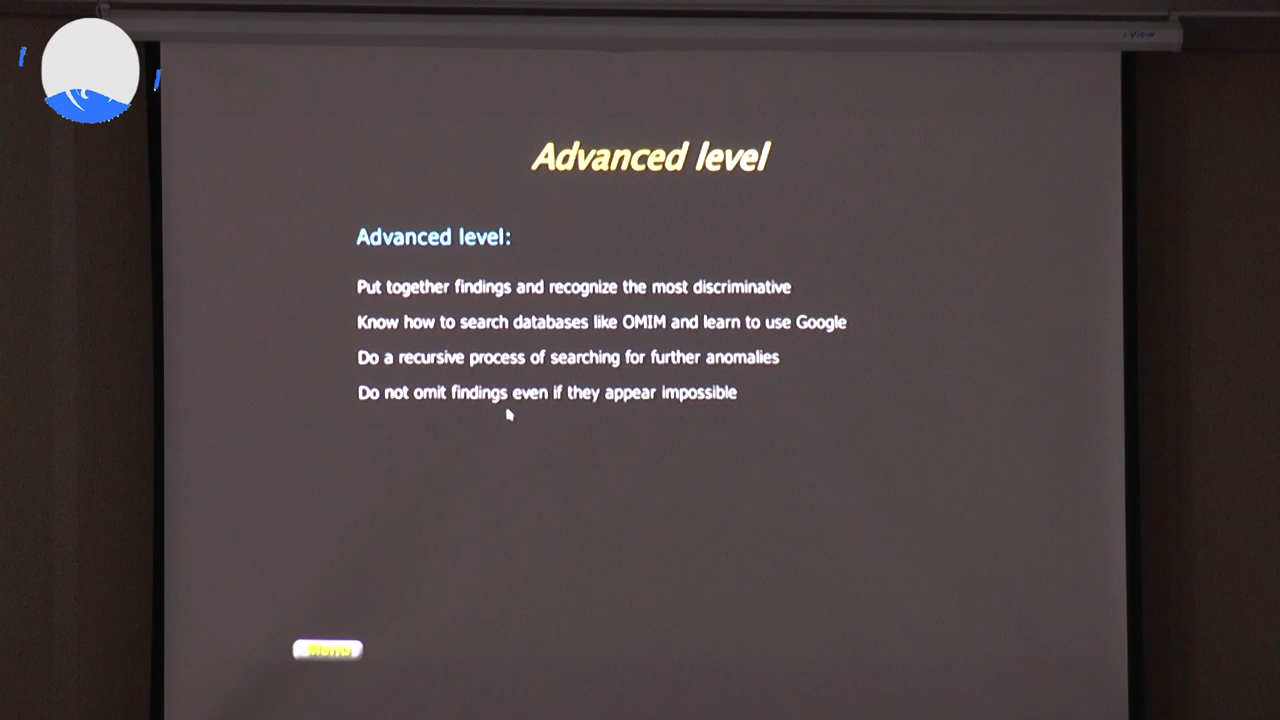 i-View
Advanced level
Advanced level:
Put together findings and recognize the most discriminative
Know how to search databases like OMIM and learn to use Google
Do a recursive process of searching for further anomalies
Do not omit findings even if they appear impossible
Menu